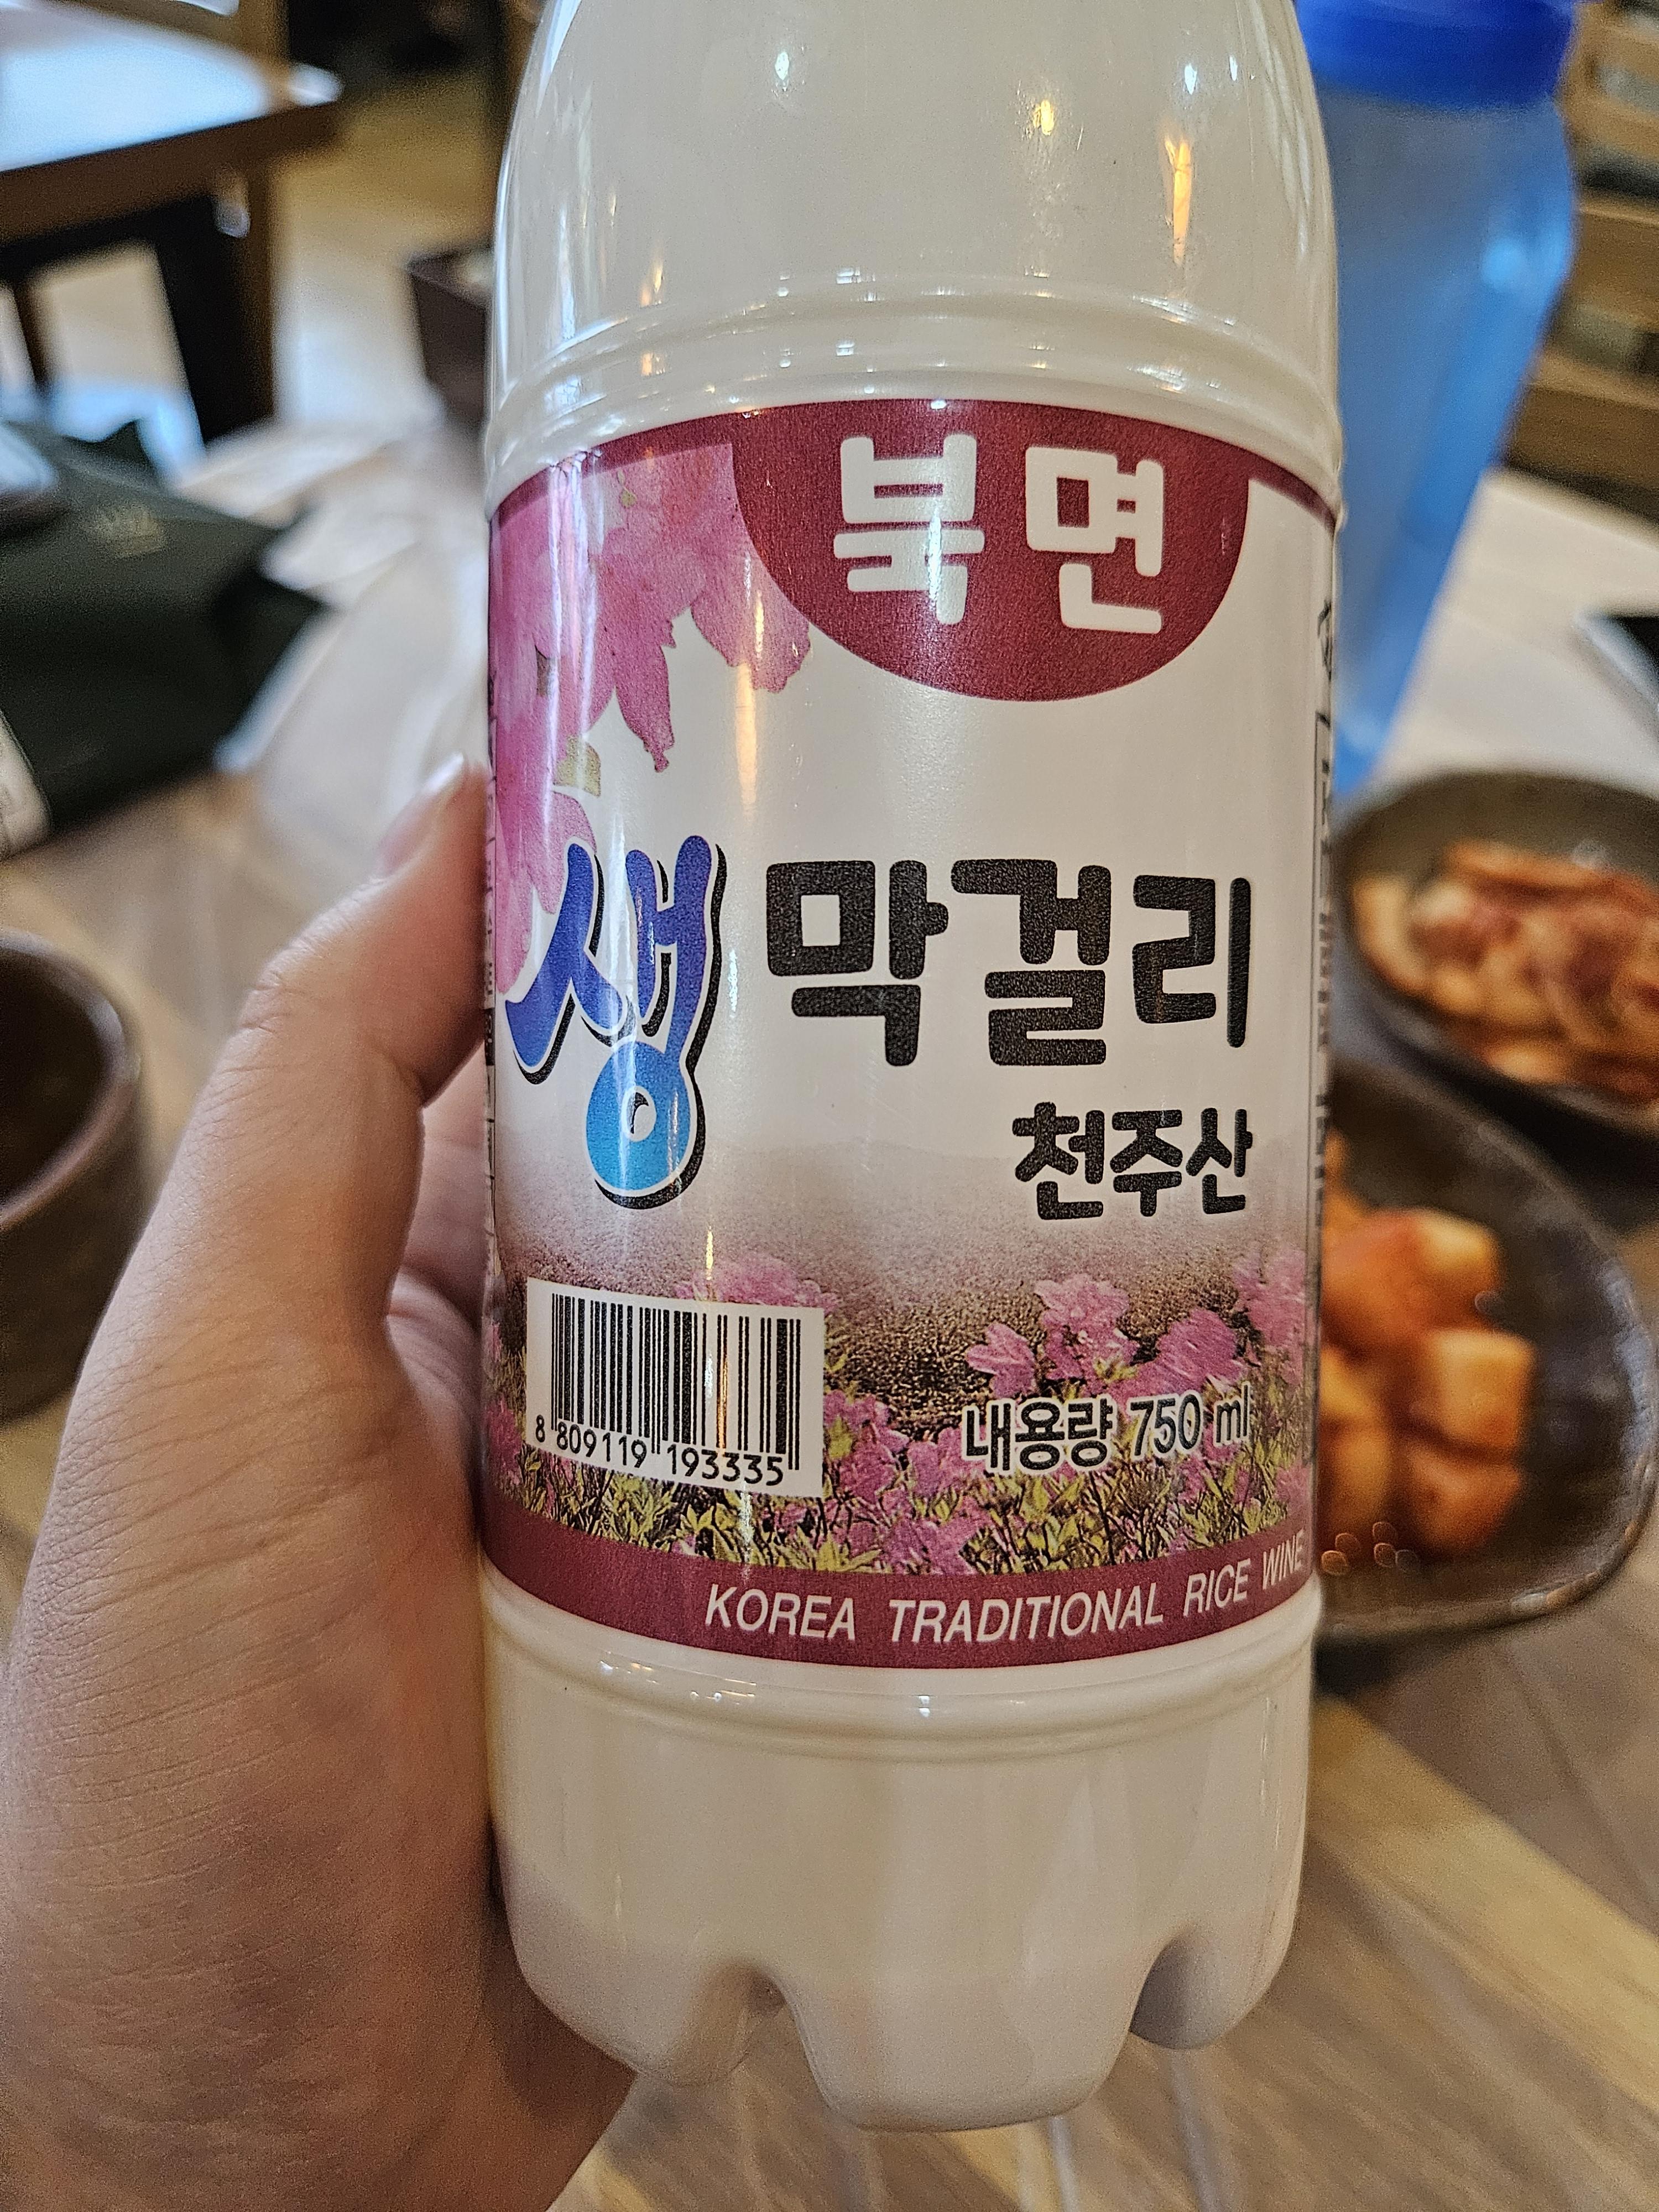 북면
생막걸리
천주산
8 809119 193335
내용량 750 ml
KOREA TRADITIONAL RICE WINE